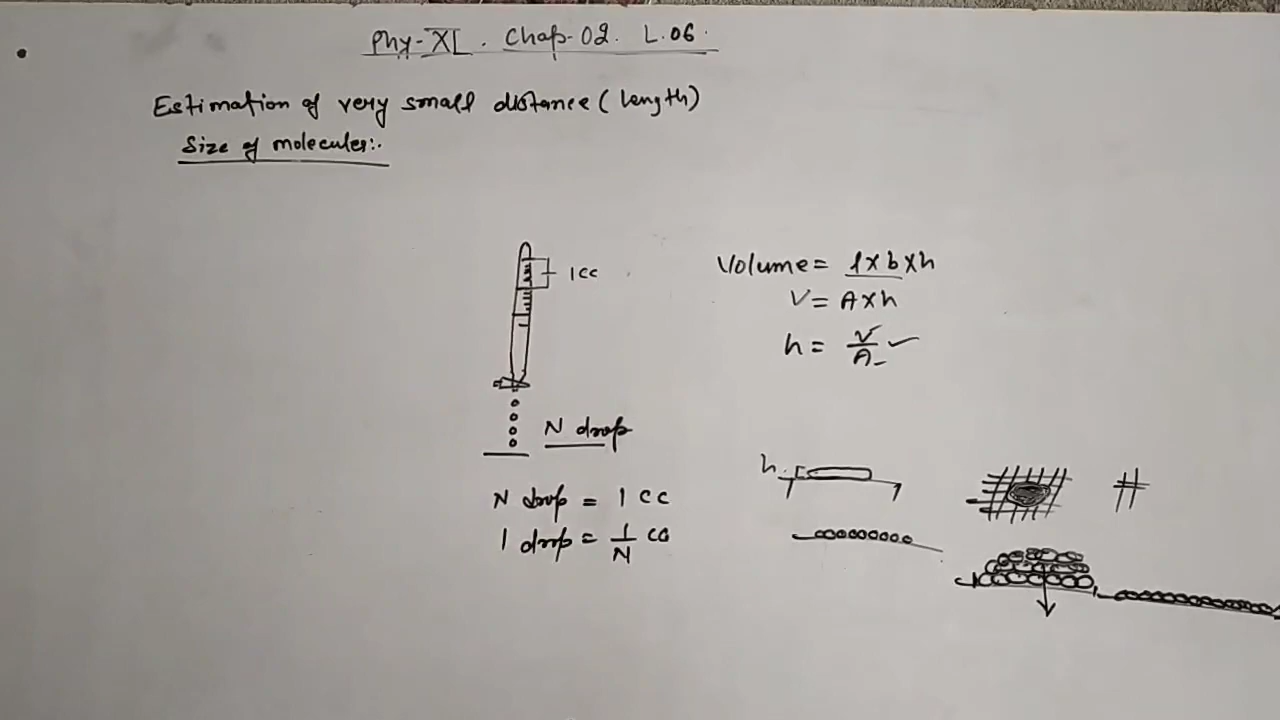 Phy-XI. Chap-02. L.06.
Estimation of very small distance (length)
Size of molecules:.
1cc
Volume = l×b×h
V = A×h
h = V/A
N drop
N drop = 1 cc
1 drop = 1/N cc
h